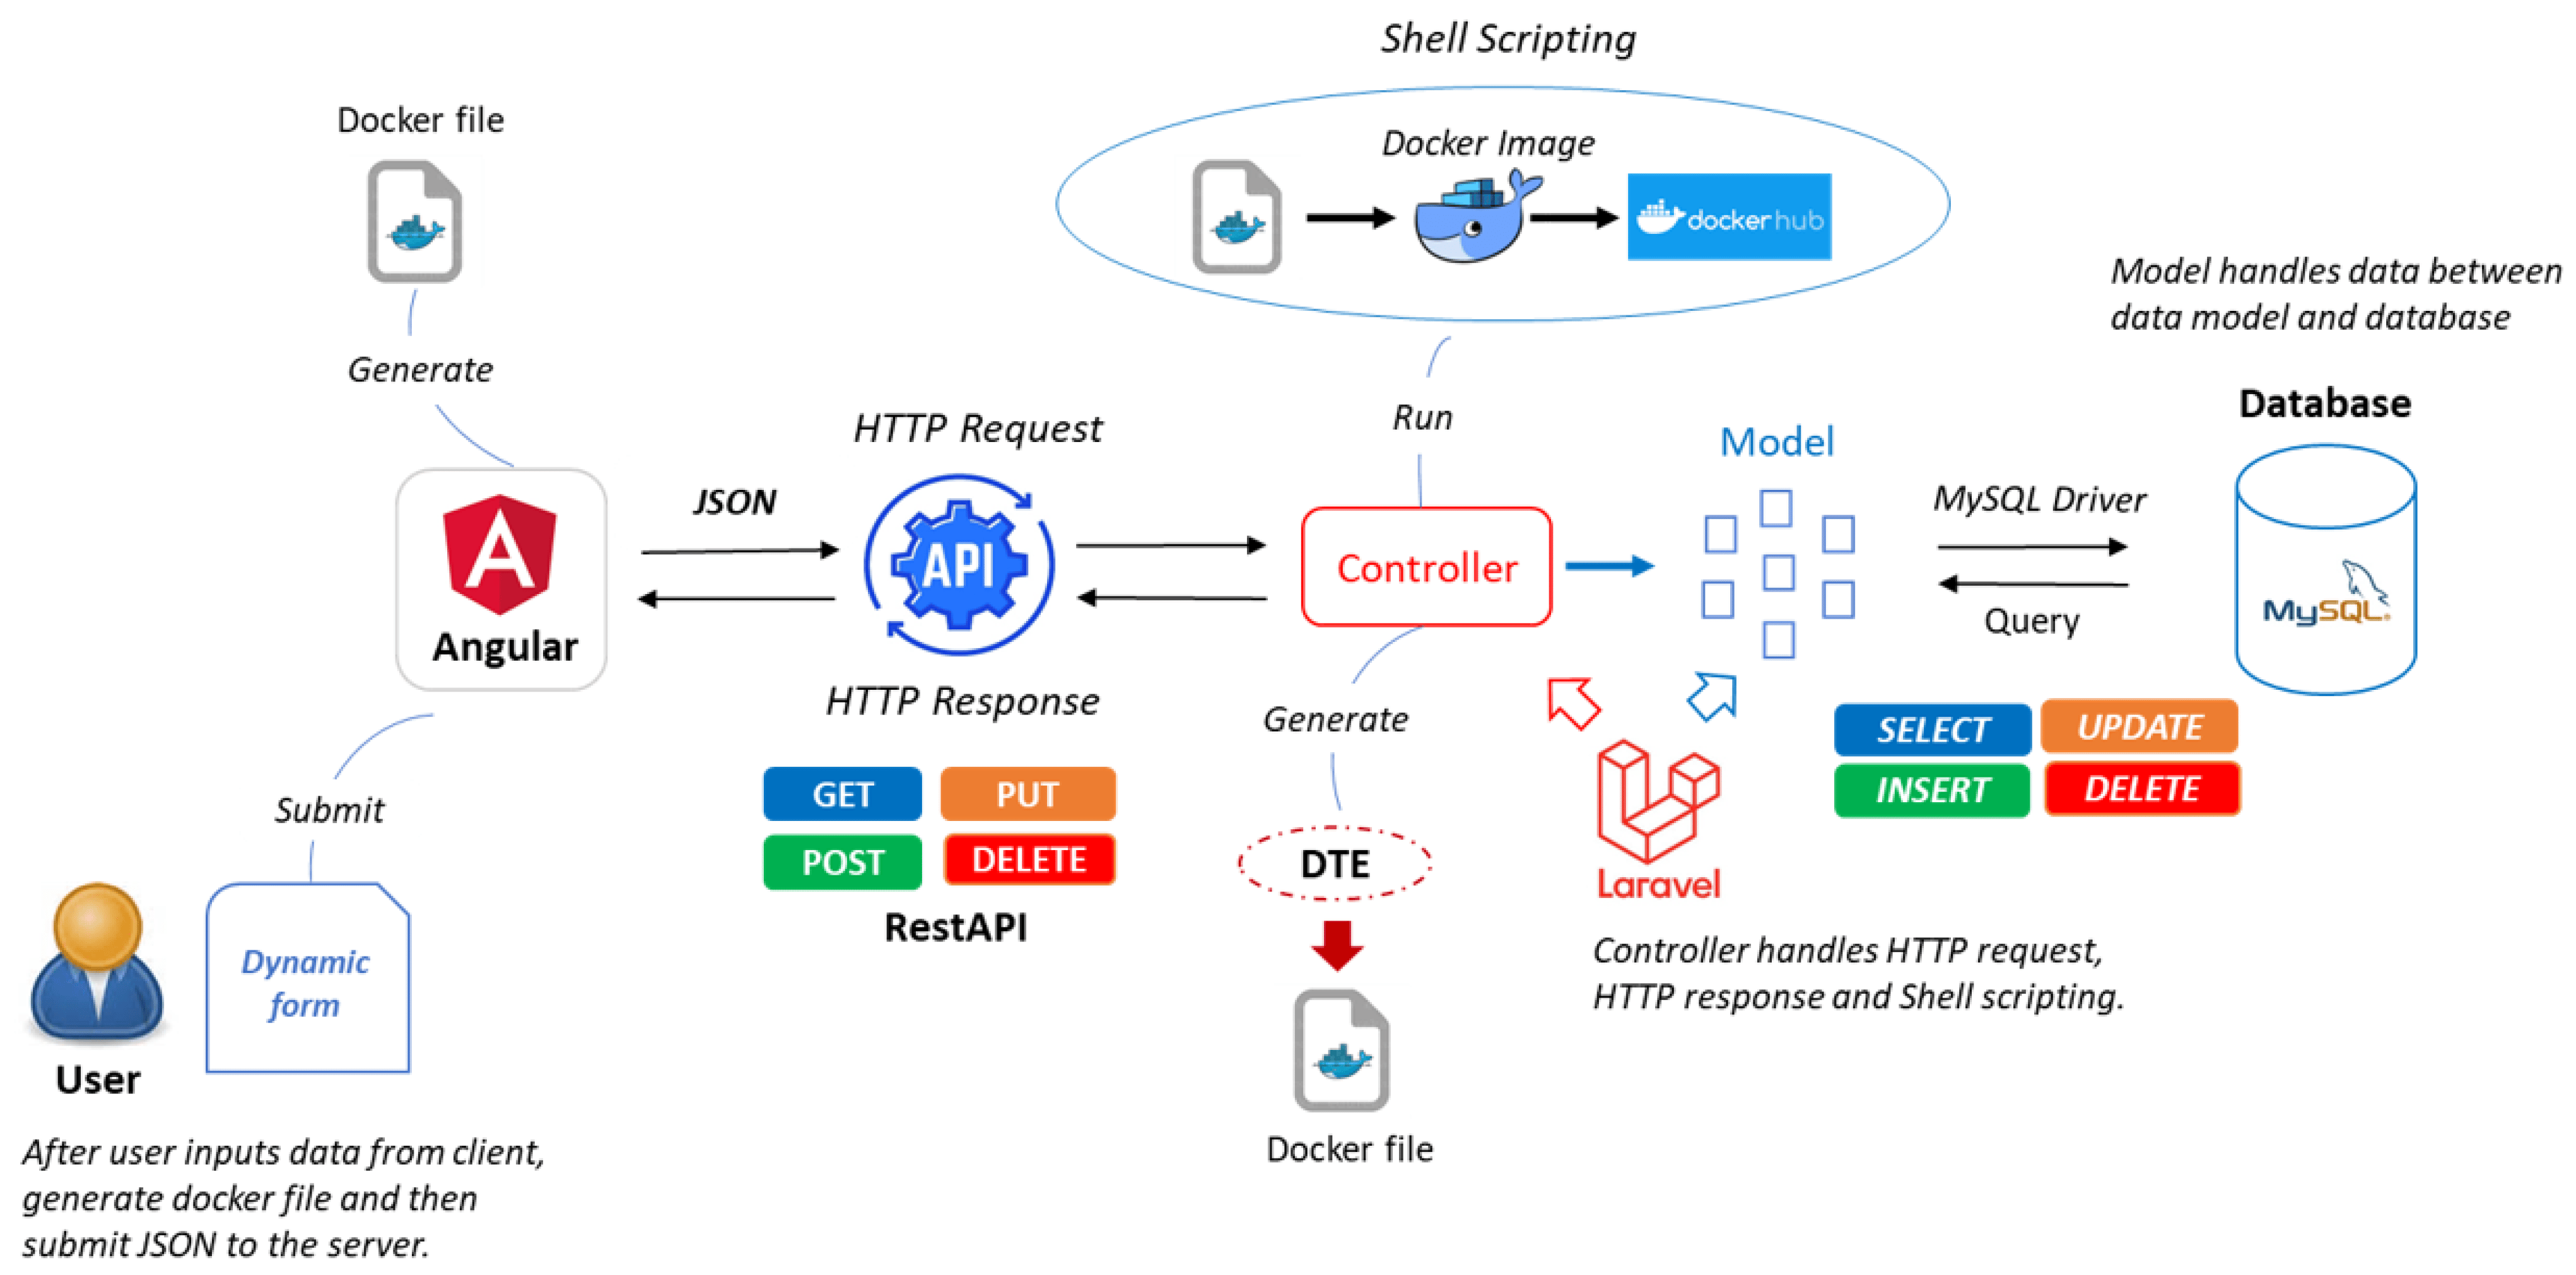 Shell Scripting
Docker file
Docker Image
dockerhub
Model handles data between
data model and database
Generate
Run
Database
HTTP Request
Model
JSON
MySQL Driver
API
Controller
Angular
MySQL®
Query
HTTP Response
Generate
SELECT
UPDATE
INSERT
DELETE
GET
PUT
POST
DELETE
RestAPI
Submit
DTE
Laravel
Dynamic
form
Controller handles HTTP request,
HTTP response and Shell scripting.
User
Docker file
After user inputs data from client,
generate docker file and then
submit JSON to the server.